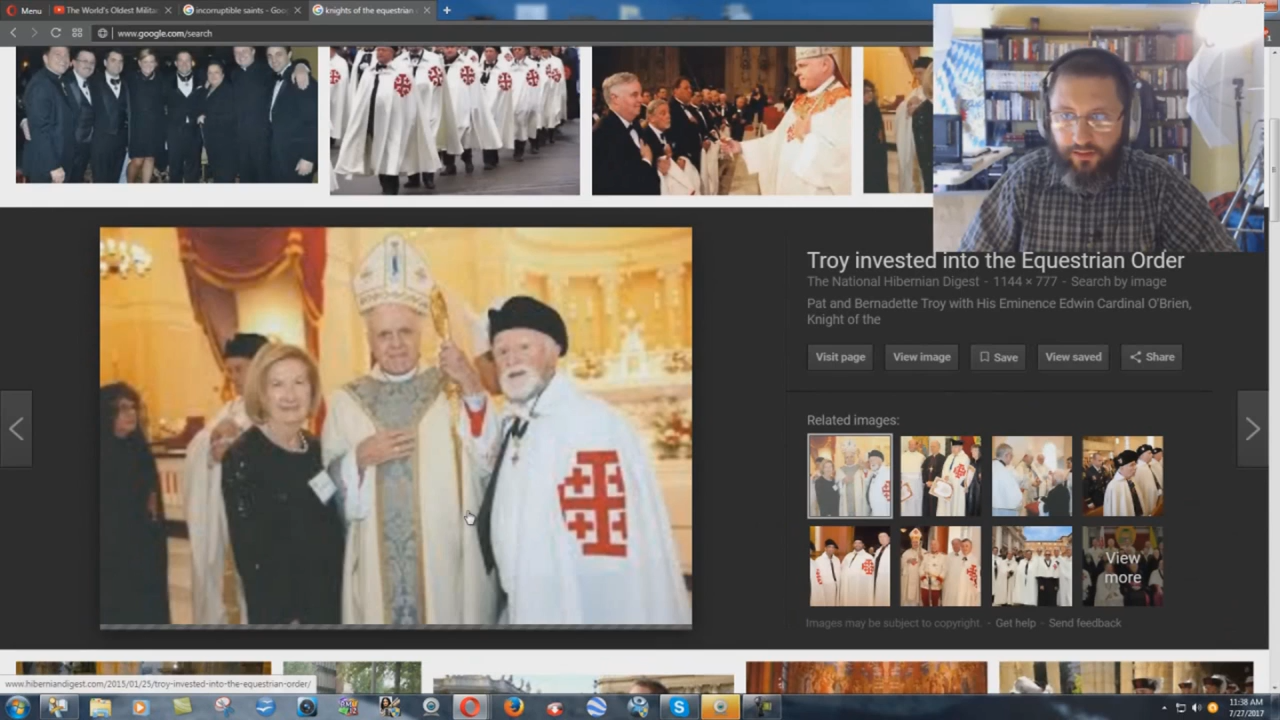 Menu
The World's Oldest Milita
incorruptible saints - Goo
knights of the equestrian
www.google.com/search
Troy invested into the Equestrian Order
The National Hibernian Digest - 1144 × 777 - Search by image
Pat and Bernadette Troy with His Eminence Edwin Cardinal O'Brien,
Knight of the
Visit page
View image
Save
View saved
Share
Related images:
View
more
Images may be subject to copyright. - Get help - Send feedback
www.hiberniandigest.com/2015/01/25/troy-invested-into-the-equestrian-order/
11:38 AM
7/27/2017